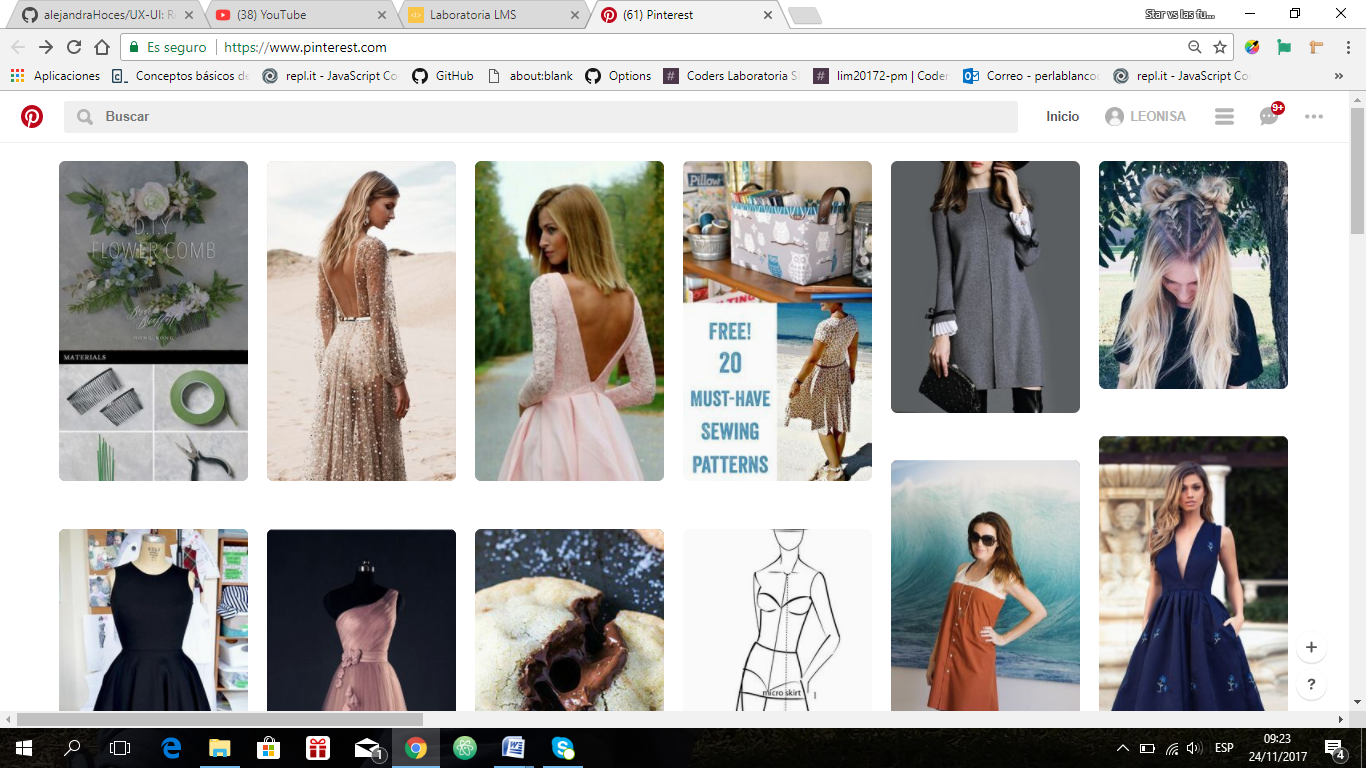 alejandraHoces/UX-UI: R
(38) YouTube
Laboratoria LMS
(61) Pinterest
Star vs las fu...
Es seguro
https://www.pinterest.com
Aplicaciones
Conceptos básicos de
repl.it - JavaScript Co
GitHub
about:blank
Options
Coders Laboratoria S
lim20172-pm | Coder
Correo - perlablanco
repl.it - JavaScript Co
»
Buscar
Inicio
LEONISA
9+
D.I.Y.
FLOWER COMB
HONG KONG
MATERIALS
Pillow
FREE!
20
MUST-HAVE
SEWING
PATTERNS
micro skirt
+
?
1
ESP
09:23
24/11/2017
4